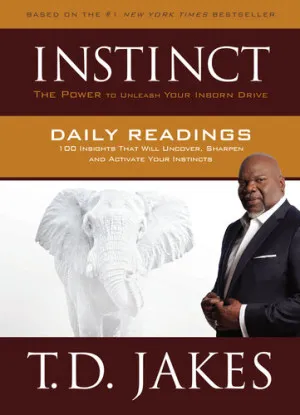 BASED ON THE #1 NEW YORK TIMES BESTSELLER
INSTINCT
THE POWER TO UNLEASH YOUR INBORN DRIVE
DAILY READINGS
100 INSIGHTS THAT WILL UNCOVER, SHARPEN
AND ACTIVATE YOUR INSTINCTS
T.D. JAKES